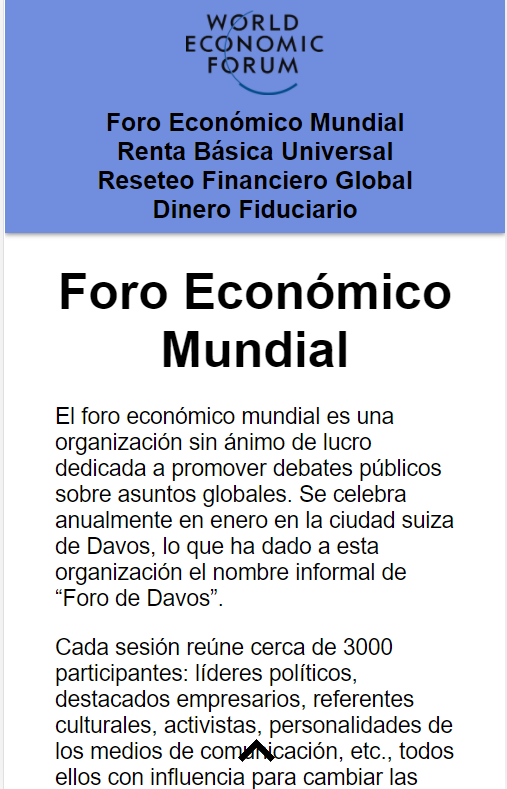 WORLD
ECONOMIC
FORUM
Foro Económico Mundial
Renta Básica Universal
Reseteo Financiero Global
Dinero Fiduciario
Foro Económico
Mundial
El foro económico mundial es una
organización sin ánimo de lucro
dedicada a promover debates públicos
sobre asuntos globales. Se celebra
anualmente en enero en la ciudad suiza
de Davos, lo que ha dado a esta
organización el nombre informal de
“Foro de Davos”.
Cada sesión reúne cerca de 3000
participantes: líderes políticos,
destacados empresarios, referentes
culturales, activistas, personalidades de
los medios de comunicación, etc., todos
ellos con influencia para cambiar las